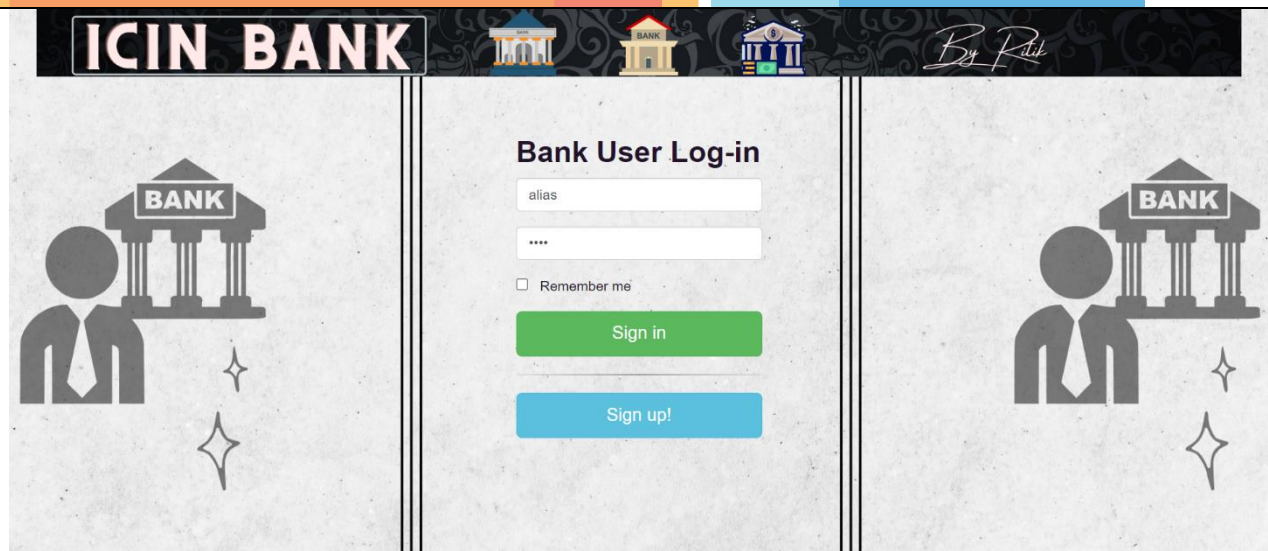 ICIN BANK
BANK
BANK
By Ritik
Bank User Log-in
alias
••••
Remember me
Sign in
Sign up!
BANK
BANK